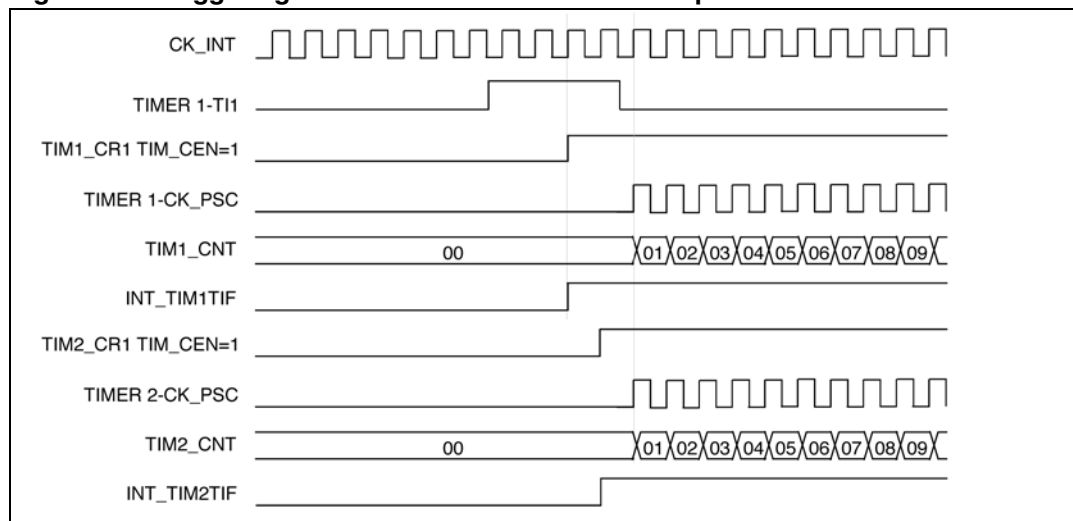 CK_INT
TIMER 1-TI1
TIM1_CR1 TIM_CEN=1
TIMER 1-CK_PSC
TIM1_CNT 00 01 02 03 04 05 06 07 08 09
INT_TIM1TIF
TIM2_CR1 TIM_CEN=1
TIMER 2-CK_PSC
TIM2_CNT 00 01 02 03 04 05 06 07 08 09
INT_TIM2TIF